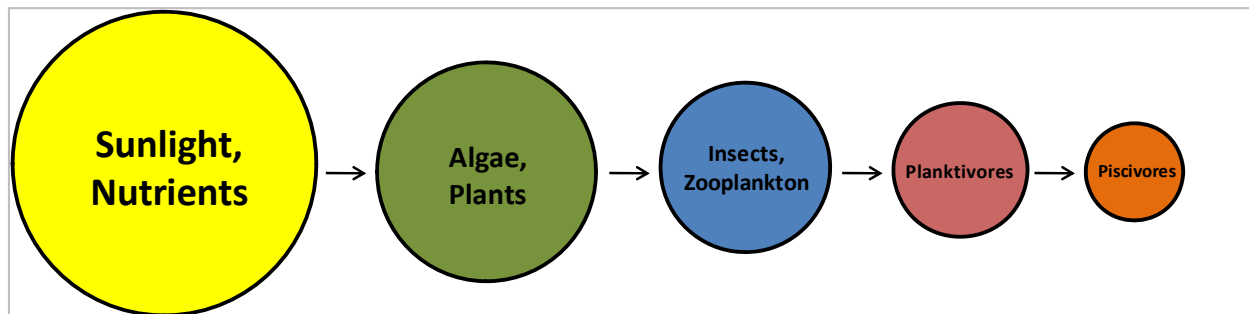 Sunlight,
Nutrients
Algae,
Plants
Insects,
Zooplankton
Planktivores
Piscivores